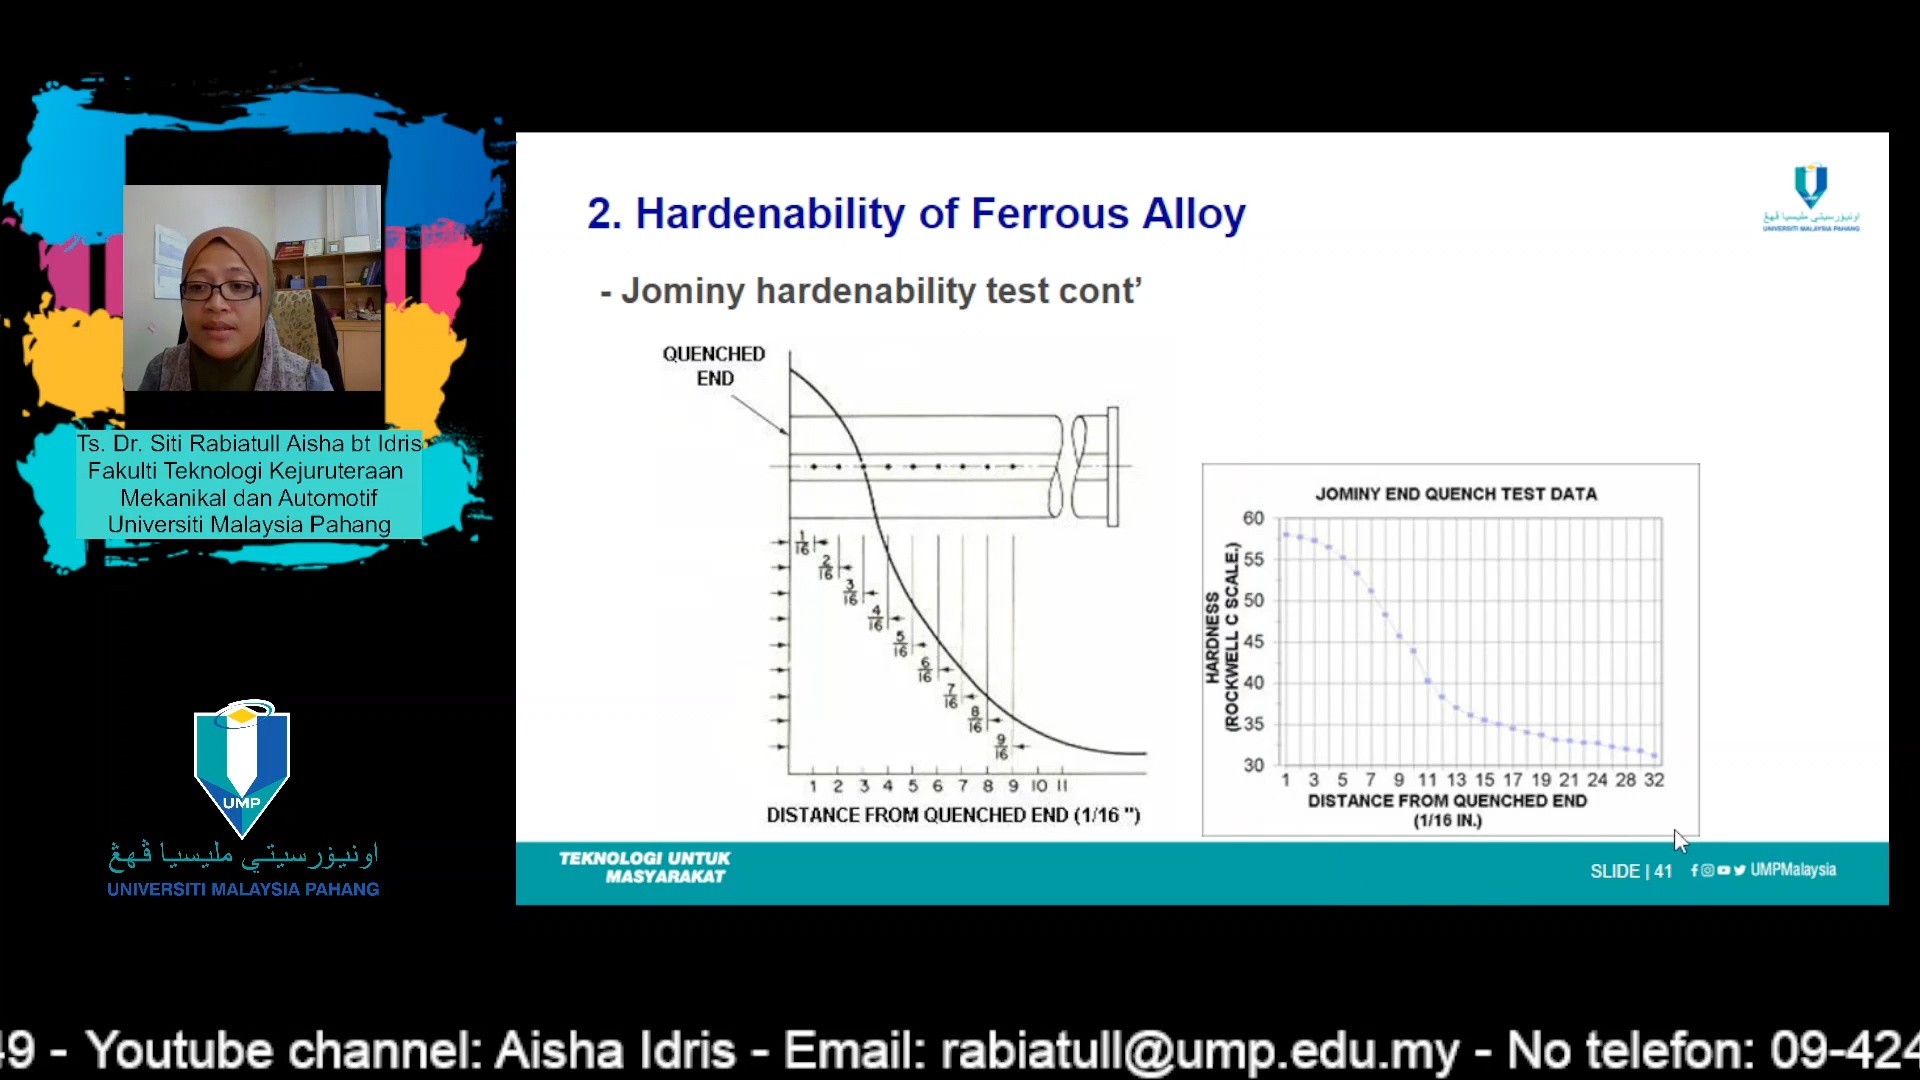 2. Hardenability of Ferrous Alloy
- Jominy hardenability test cont’
اونيۏرسيتي مليسيا ڤهڠ
UNIVERSITI MALAYSIA PAHANG
QUENCHED
END
1/16
2/16
3/16
4/16
5/16
6/16
7/16
8/16
9/16
1 2 3 4 5 6 7 8 9 10 11
DISTANCE FROM QUENCHED END (1/16 ")
JOMINY END QUENCH TEST DATA
HARDNESS
(ROCKWELL C SCALE.)
60
55
50
45
40
35
30
1 3 5 7 9 11 13 15 17 19 21 24 28 32
DISTANCE FROM QUENCHED END
(1/16 IN.)
TEKNOLOGI UNTUK
MASYARAKAT
SLIDE | 41
UMPMalaysia
Ts. Dr. Siti Rabiatull Aisha bt Idris
Fakulti Teknologi Kejuruteraan
Mekanikal dan Automotif
Universiti Malaysia Pahang
UMP
اونيۏرسيتي مليسيا ڤهڠ
UNIVERSITI MALAYSIA PAHANG
49 - Youtube channel: Aisha Idris - Email: rabiatull@ump.edu.my - No telefon: 09-424